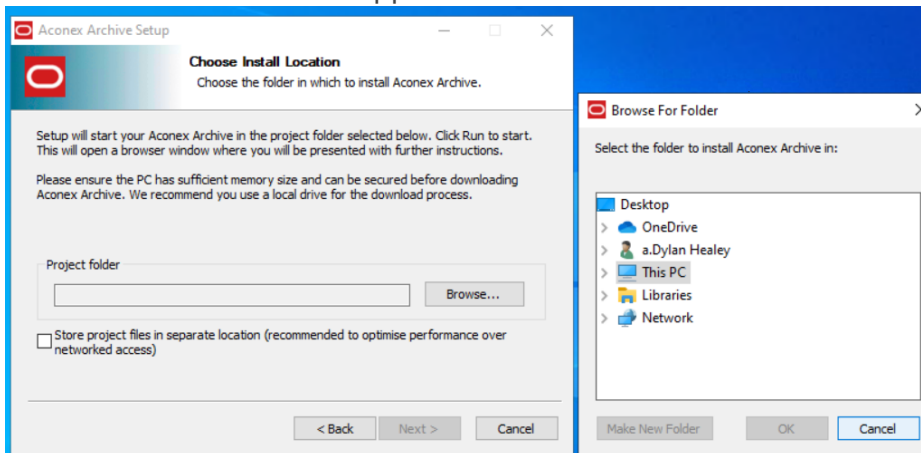 Aconex Archive Setup
Choose Install Location
Choose the folder in which to install Aconex Archive.
Setup will start your Aconex Archive in the project folder selected below. Click Run to start.
This will open a browser window where you will be presented with further instructions.
Please ensure the PC has sufficient memory size and can be secured before downloading
Aconex Archive. We recommend you use a local drive for the download process.
Project folder
Browse...
Store project files in separate location (recommended to optimise performance over
networked access)
< Back
Next >
Cancel
Browse For Folder
Select the folder to install Aconex Archive in:
Desktop
OneDrive
a.Dylan Healey
This PC
Libraries
Network
Make New Folder
OK
Cancel